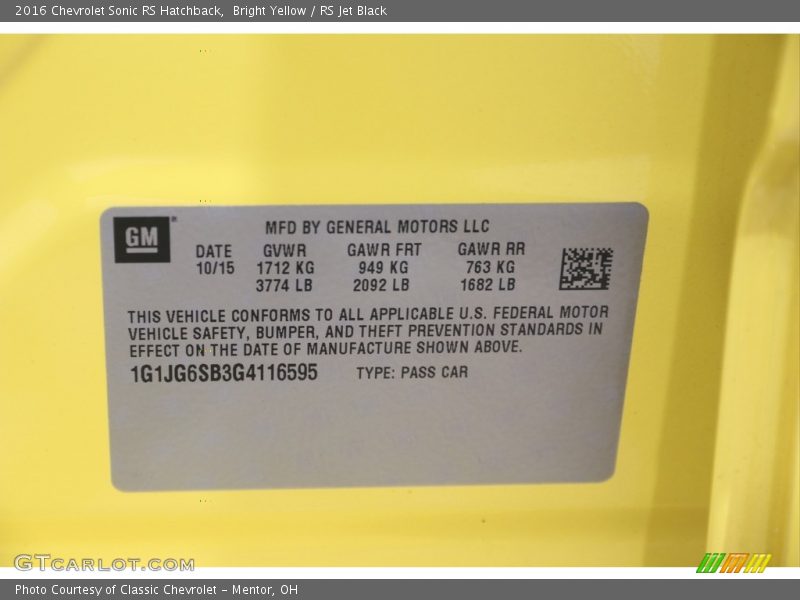 2016 Chevrolet Sonic RS Hatchback,  Bright Yellow / RS Jet Black
GM
MFD BY GENERAL MOTORS LLC
DATE GVWR GAWR FRT GAWR RR
10/15 1712 KG 949 KG 763 KG
3774 LB 2092 LB 1682 LB
THIS VEHICLE CONFORMS TO ALL APPLICABLE U.S. FEDERAL MOTOR
VEHICLE SAFETY, BUMPER, AND THEFT PREVENTION STANDARDS IN
EFFECT ON THE DATE OF MANUFACTURE SHOWN ABOVE.
1G1JG6SB3G4116595 TYPE: PASS CAR
GTCARLOT.COM
Photo Courtesy of Classic Chevrolet - Mentor, OH